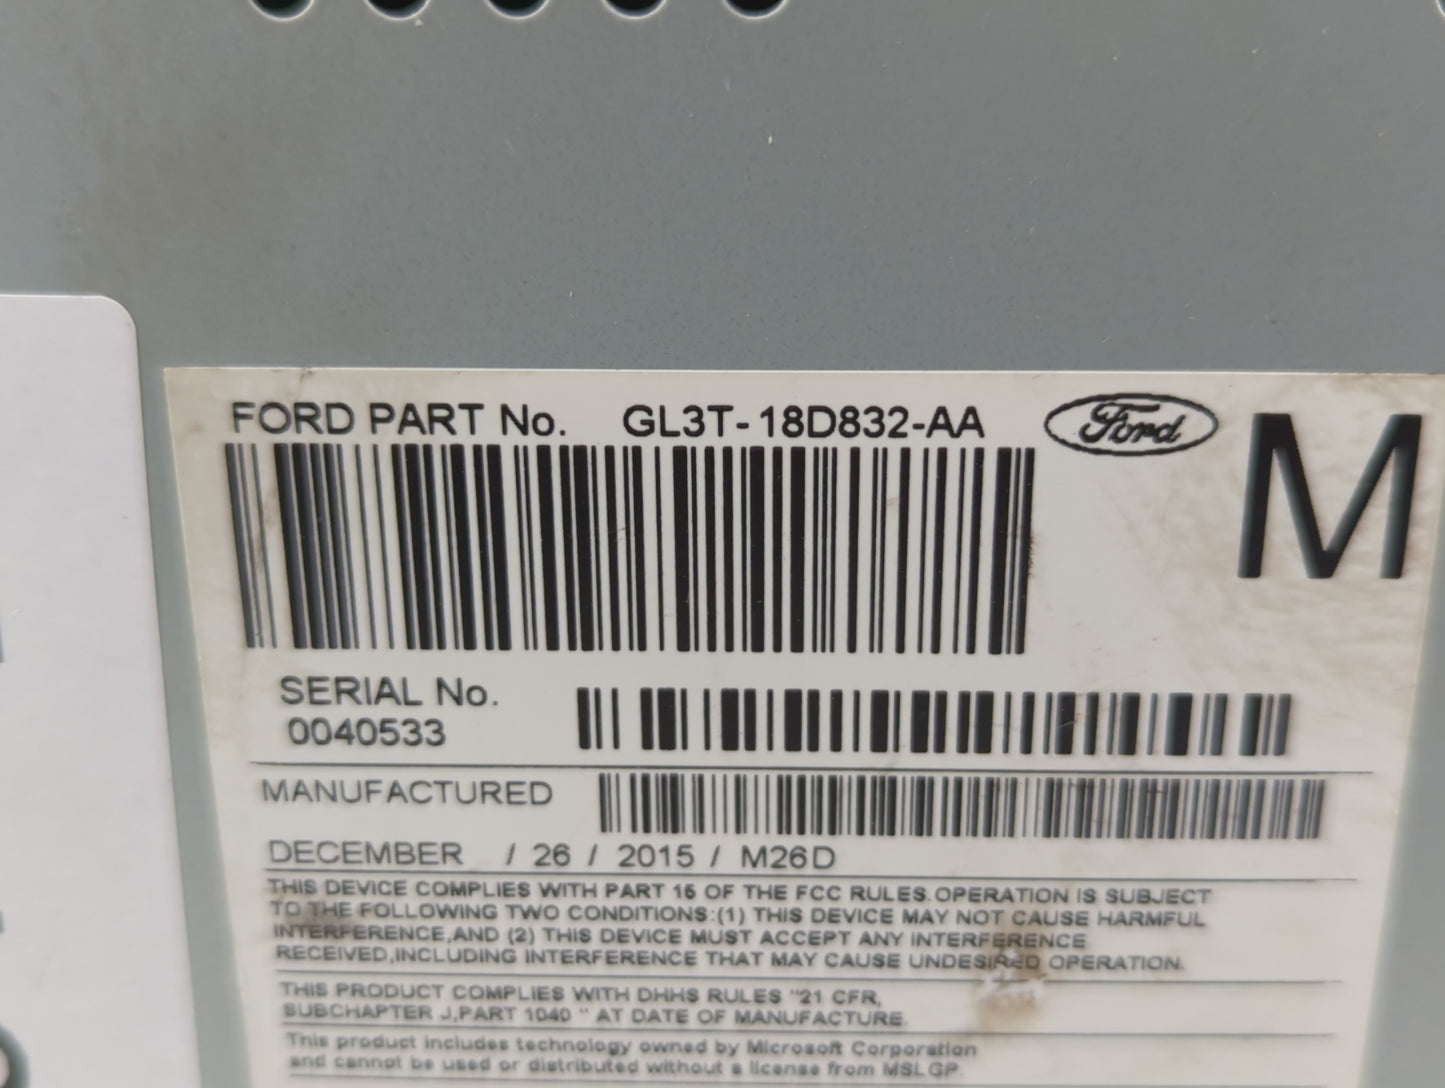 FORD PART No. GL3T-18D832-AA Ford M
SERIAL No.
0040533
MANUFACTURED
DECEMBER / 26 / 2015 / M26D
THIS DEVICE COMPLIES WITH PART 15 OF THE FCC RULES.OPERATION IS SUBJECT
TO THE FOLLOWING TWO CONDITIONS:(1) THIS DEVICE MAY NOT CAUSE HARMFUL
INTERFERENCE,AND (2) THIS DEVICE MUST ACCEPT ANY INTERFERENCE
RECEIVED,INCLUDING INTERFERENCE THAT MAY CAUSE UNDESIRED OPERATION.
THIS PRODUCT COMPLIES WITH DHHS RULES "21 CFR,
SUBCHAPTER J,PART 1040 " AT DATE OF MANUFACTURE.
This product includes technology owned by Microsoft Corporation
and cannot be used or distributed without a license from MSLGP.